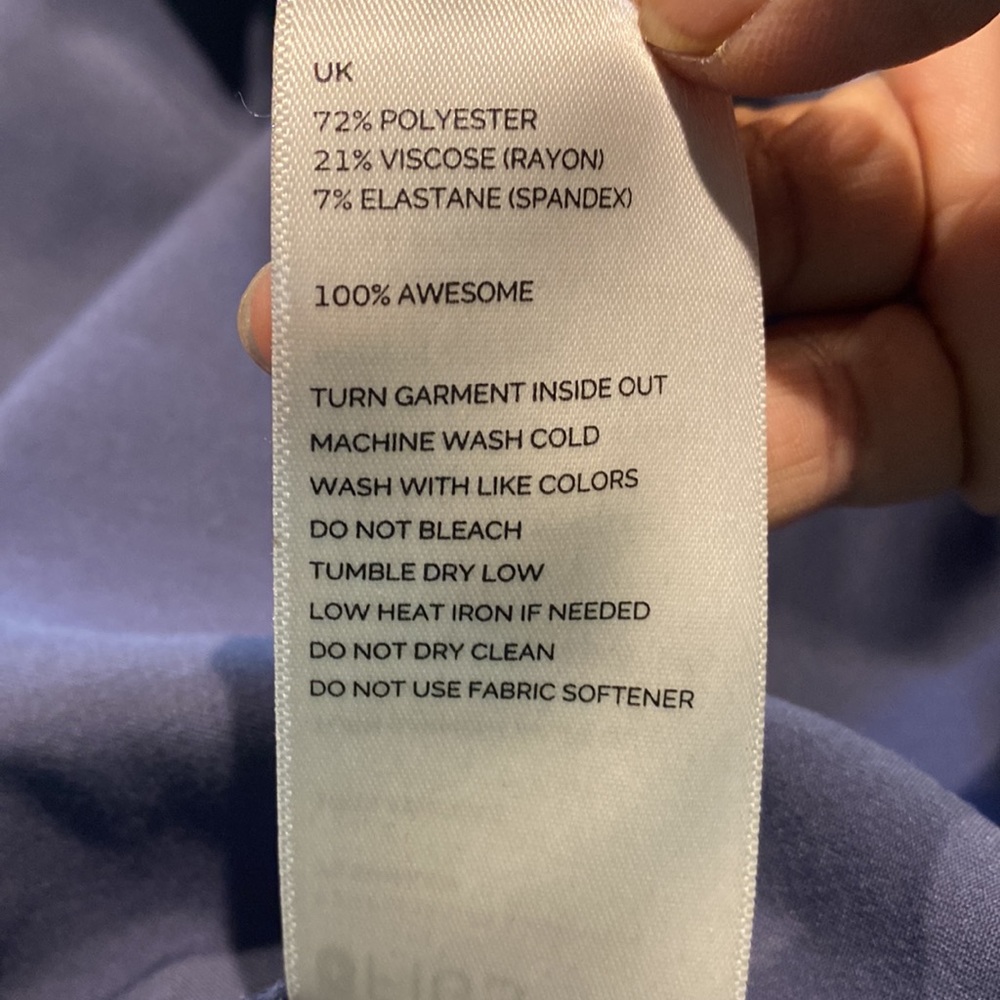 UK
72% POLYESTER
21% VISCOSE (RAYON)
7% ELASTANE (SPANDEX)
100% AWESOME
TURN GARMENT INSIDE OUT
MACHINE WASH COLD
WASH WITH LIKE COLORS
DO NOT BLEACH
TUMBLE DRY LOW
LOW HEAT IRON IF NEEDED
DO NOT DRY CLEAN
DO NOT USE FABRIC SOFTENER